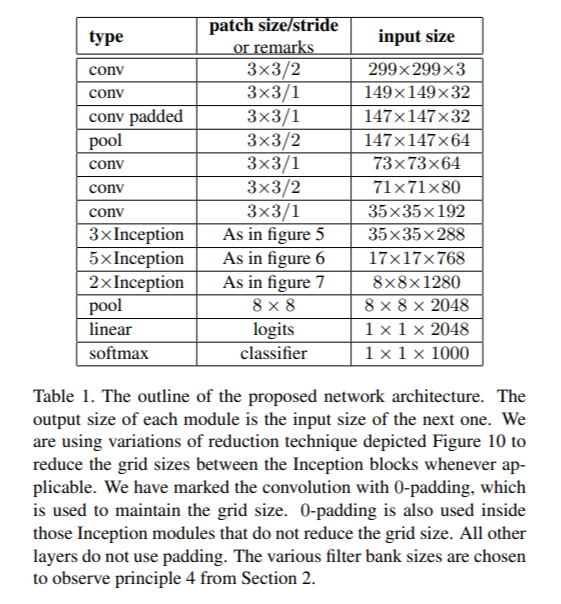 type patch size/stride or remarks input size
conv 3×3/2 299×299×3
conv 3×3/1 149×149×32
conv padded 3×3/1 147×147×32
pool 3×3/2 147×147×64
conv 3×3/1 73×73×64
conv 3×3/2 71×71×80
conv 3×3/1 35×35×192
3×Inception As in figure 5 35×35×288
5×Inception As in figure 6 17×17×768
2×Inception As in figure 7 8×8×1280
pool 8 × 8 8 × 8 × 2048
linear logits 1 × 1 × 2048
softmax classifier 1 × 1 × 1000
Table 1. The outline of the proposed network architecture. The
output size of each module is the input size of the next one. We
are using variations of reduction technique depicted Figure 10 to
reduce the grid sizes between the Inception blocks whenever ap-
plicable. We have marked the convolution with 0-padding, which
is used to maintain the grid size. 0-padding is also used inside
those Inception modules that do not reduce the grid size. All other
layers do not use padding. The various filter bank sizes are chosen
to observe principle 4 from Section 2.